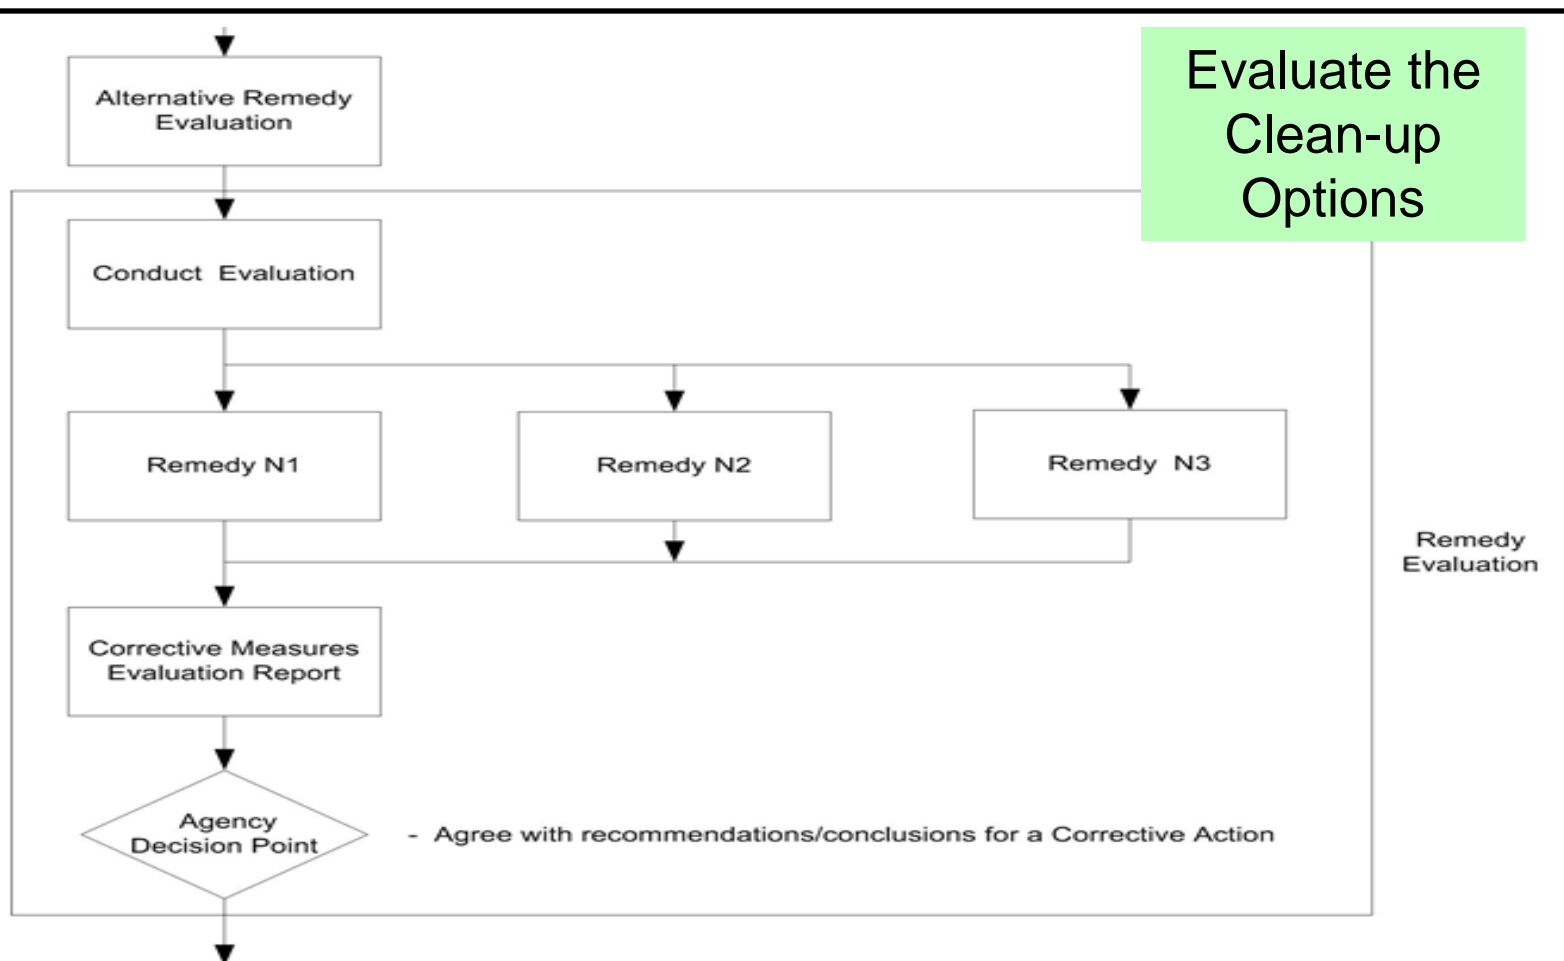 Evaluate the
Clean-up
Options
Alternative Remedy
Evaluation
Conduct Evaluation
Remedy N1
Remedy N2
Remedy N3
Remedy
Evaluation
Corrective Measures
Evaluation Report
Agency
Decision Point
- Agree with recommendations/conclusions for a Corrective Action